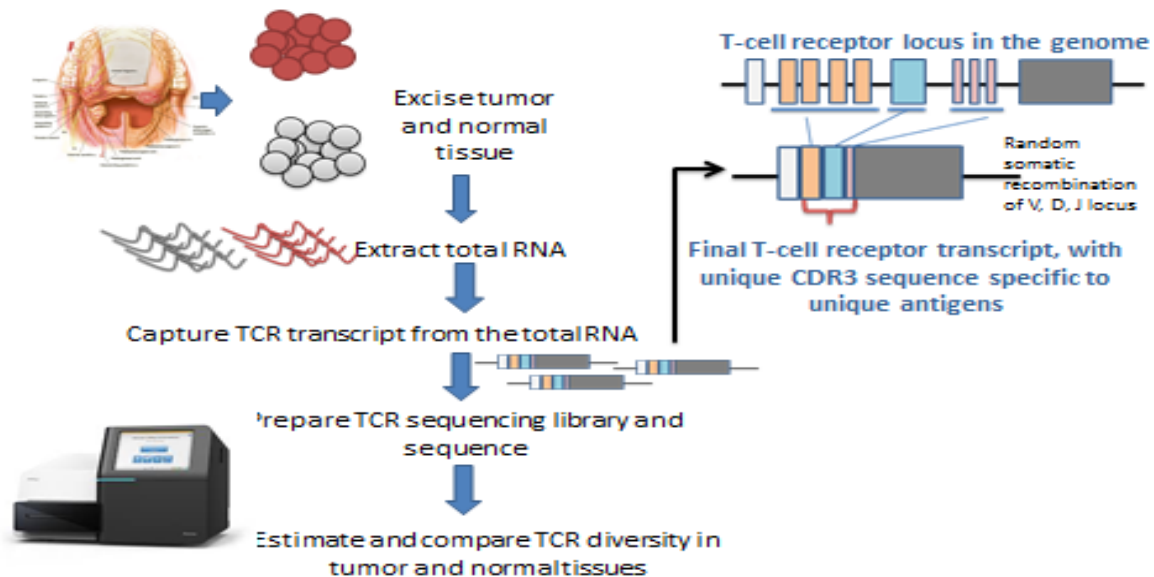 Excise tumor
and normal
tissue
Extract total RNA
Capture TCR transcript from the total RNA
Prepare TCR sequencing library and
sequence
Estimate and compare TCR diversity in
tumor and normal tissues
T-cell receptor locus in the genome
Random
somatic
recombination
of V, D, J locus
Final T-cell receptor transcript, with
unique CDR3 sequence specific to
unique antigens